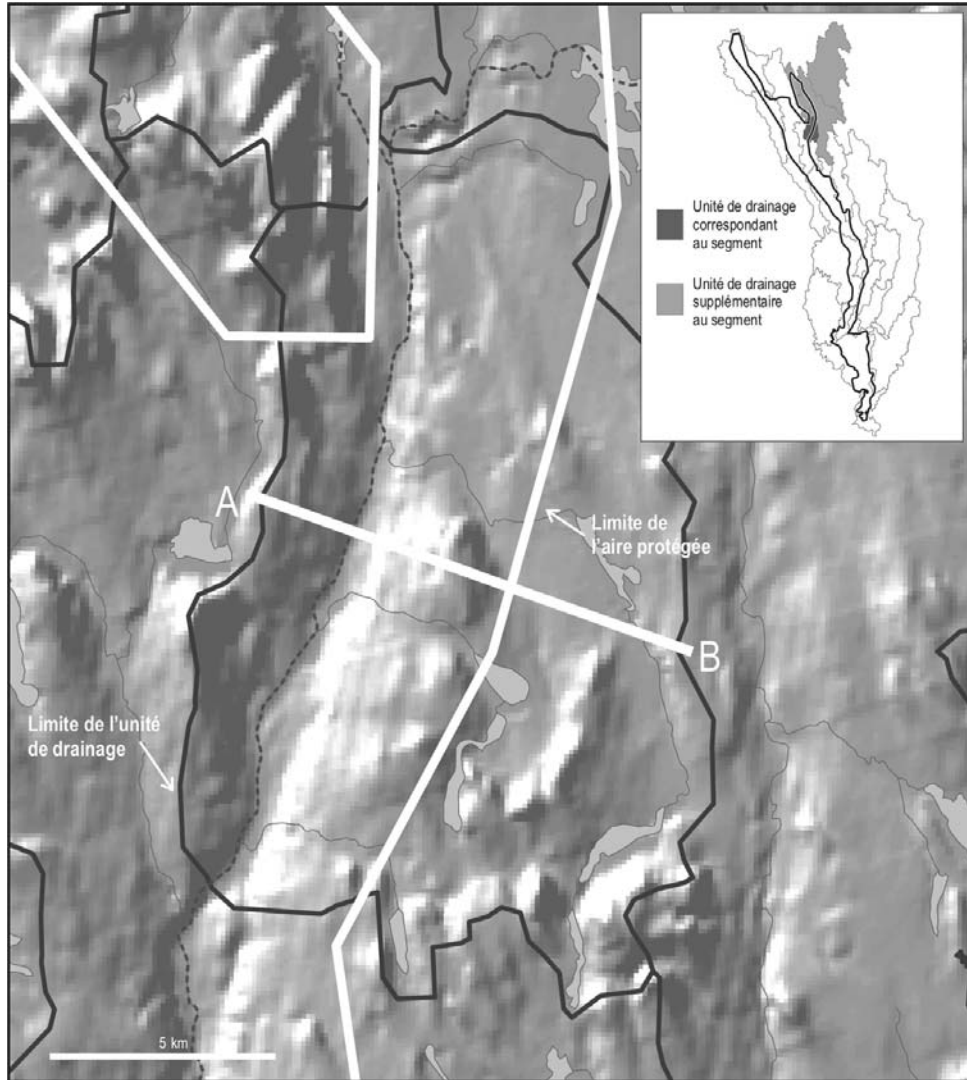 Unité de drainage
correspondant
au segment
Unité de drainage
supplémentaire
au segment
A
Limite de
l'aire protégée
B
Limite de l'unité
de drainage
5 km